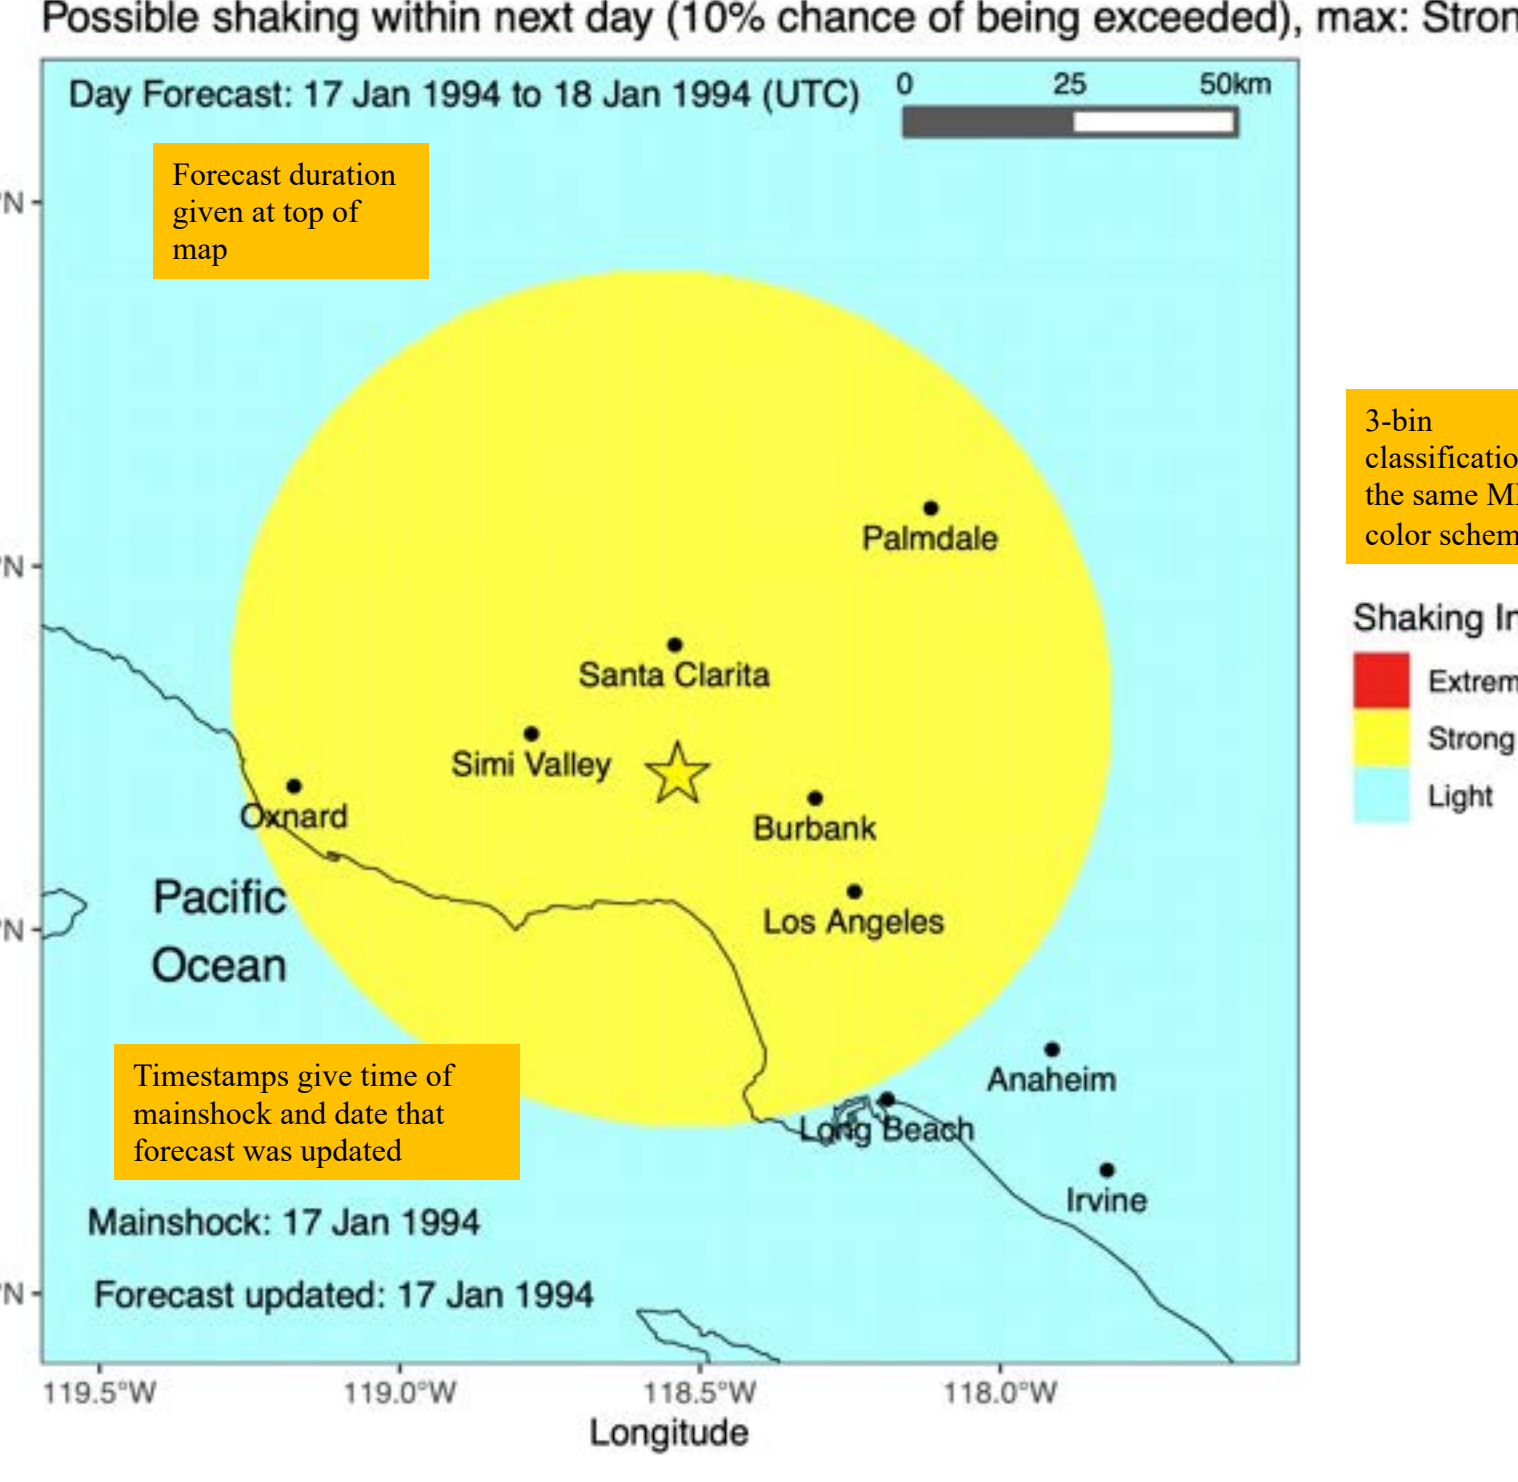 Possible shaking within next day (10% chance of being exceeded), max: Stron
Day Forecast: 17 Jan 1994 to 18 Jan 1994 (UTC)
0 25 50km
Forecast duration
given at top of
map
°N
3-bin
classificatio
the same M
color schem
Palmdale
°N
Shaking In
Santa Clarita
Extrem
Simi Valley
Strong
Oxnard
Burbank
Light
Pacific
Ocean
Los Angeles
°N
Timestamps give time of
mainshock and date that
forecast was updated
Anaheim
Long Beach
Irvine
Mainshock: 17 Jan 1994
Forecast updated: 17 Jan 1994
°N
119.5°W 119.0°W 118.5°W 118.0°W
Longitude